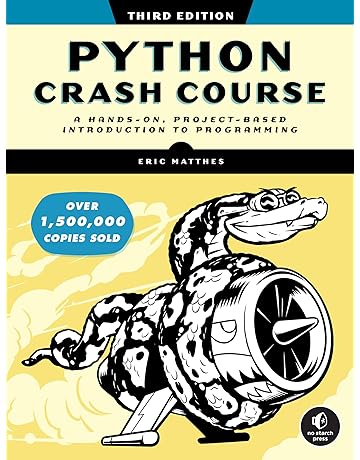 THIRD EDITION
PYTHON
CRASH COURSE
A HANDS-ON, PROJECT-BASED
INTRODUCTION TO PROGRAMMING
ERIC MATTHES
OVER
1,500,000
COPIES SOLD
no starch
press